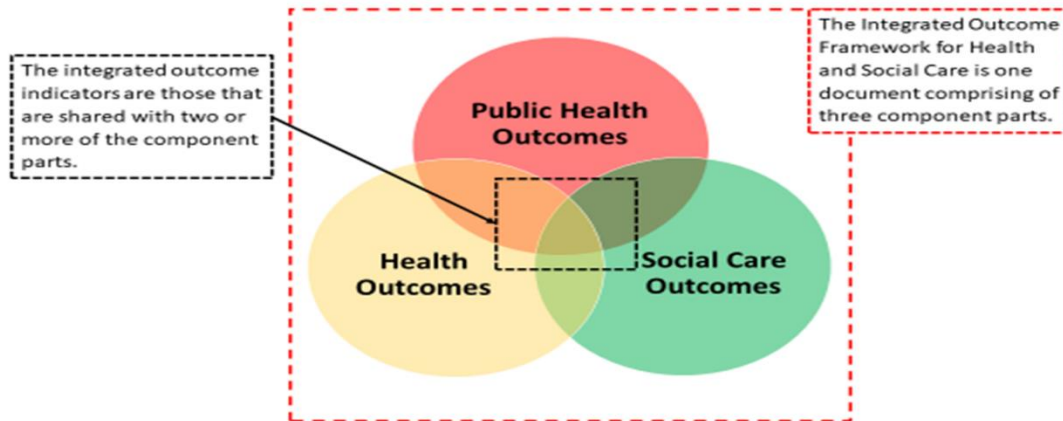 The integrated outcome
indicators are those that
are shared with two or
more of the component
parts.
The Integrated Outcome
Framework for Health
and Social Care is one
document comprising of
three component parts.
Public Health
Outcomes
Health
Outcomes
Social Care
Outcomes